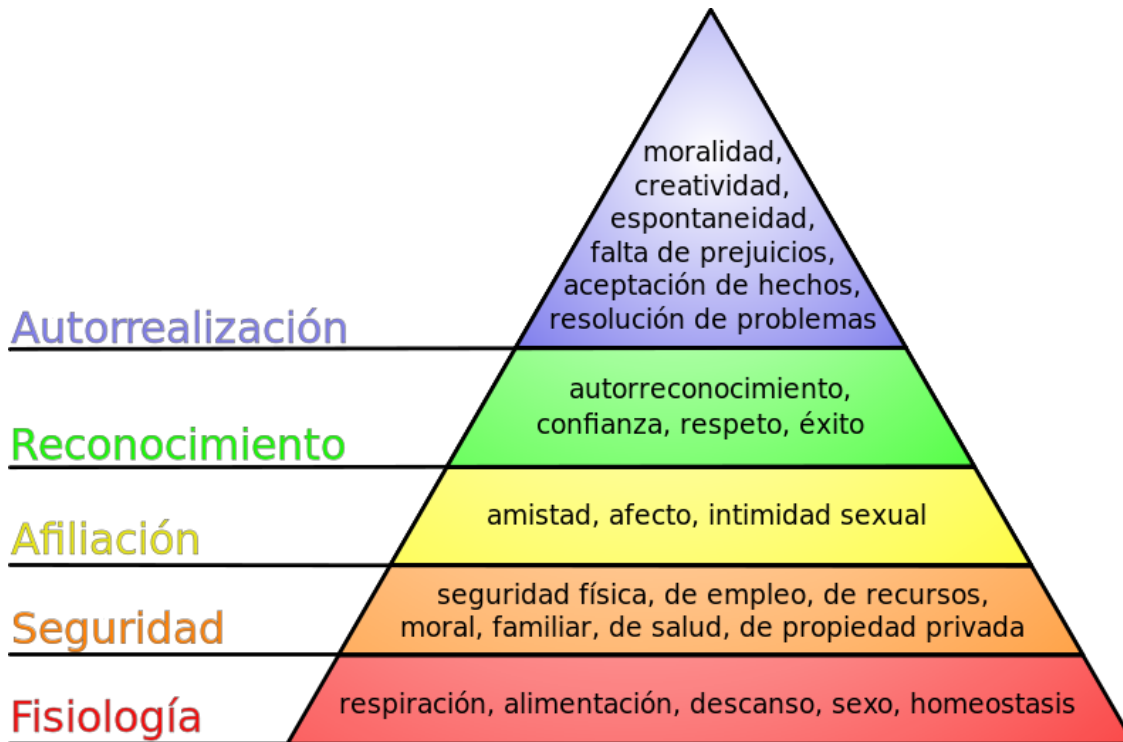 moralidad,
creatividad,
espontaneidad,
falta de prejuicios,
aceptación de hechos,
resolución de problemas
Autorrealización
autorreconocimiento,
confianza, respeto, éxito
Reconocimiento
amistad, afecto, intimidad sexual
Afiliación
seguridad física, de empleo, de recursos,
moral, familiar, de salud, de propiedad privada
Seguridad
respiración, alimentación, descanso, sexo, homeostasis
Fisiología